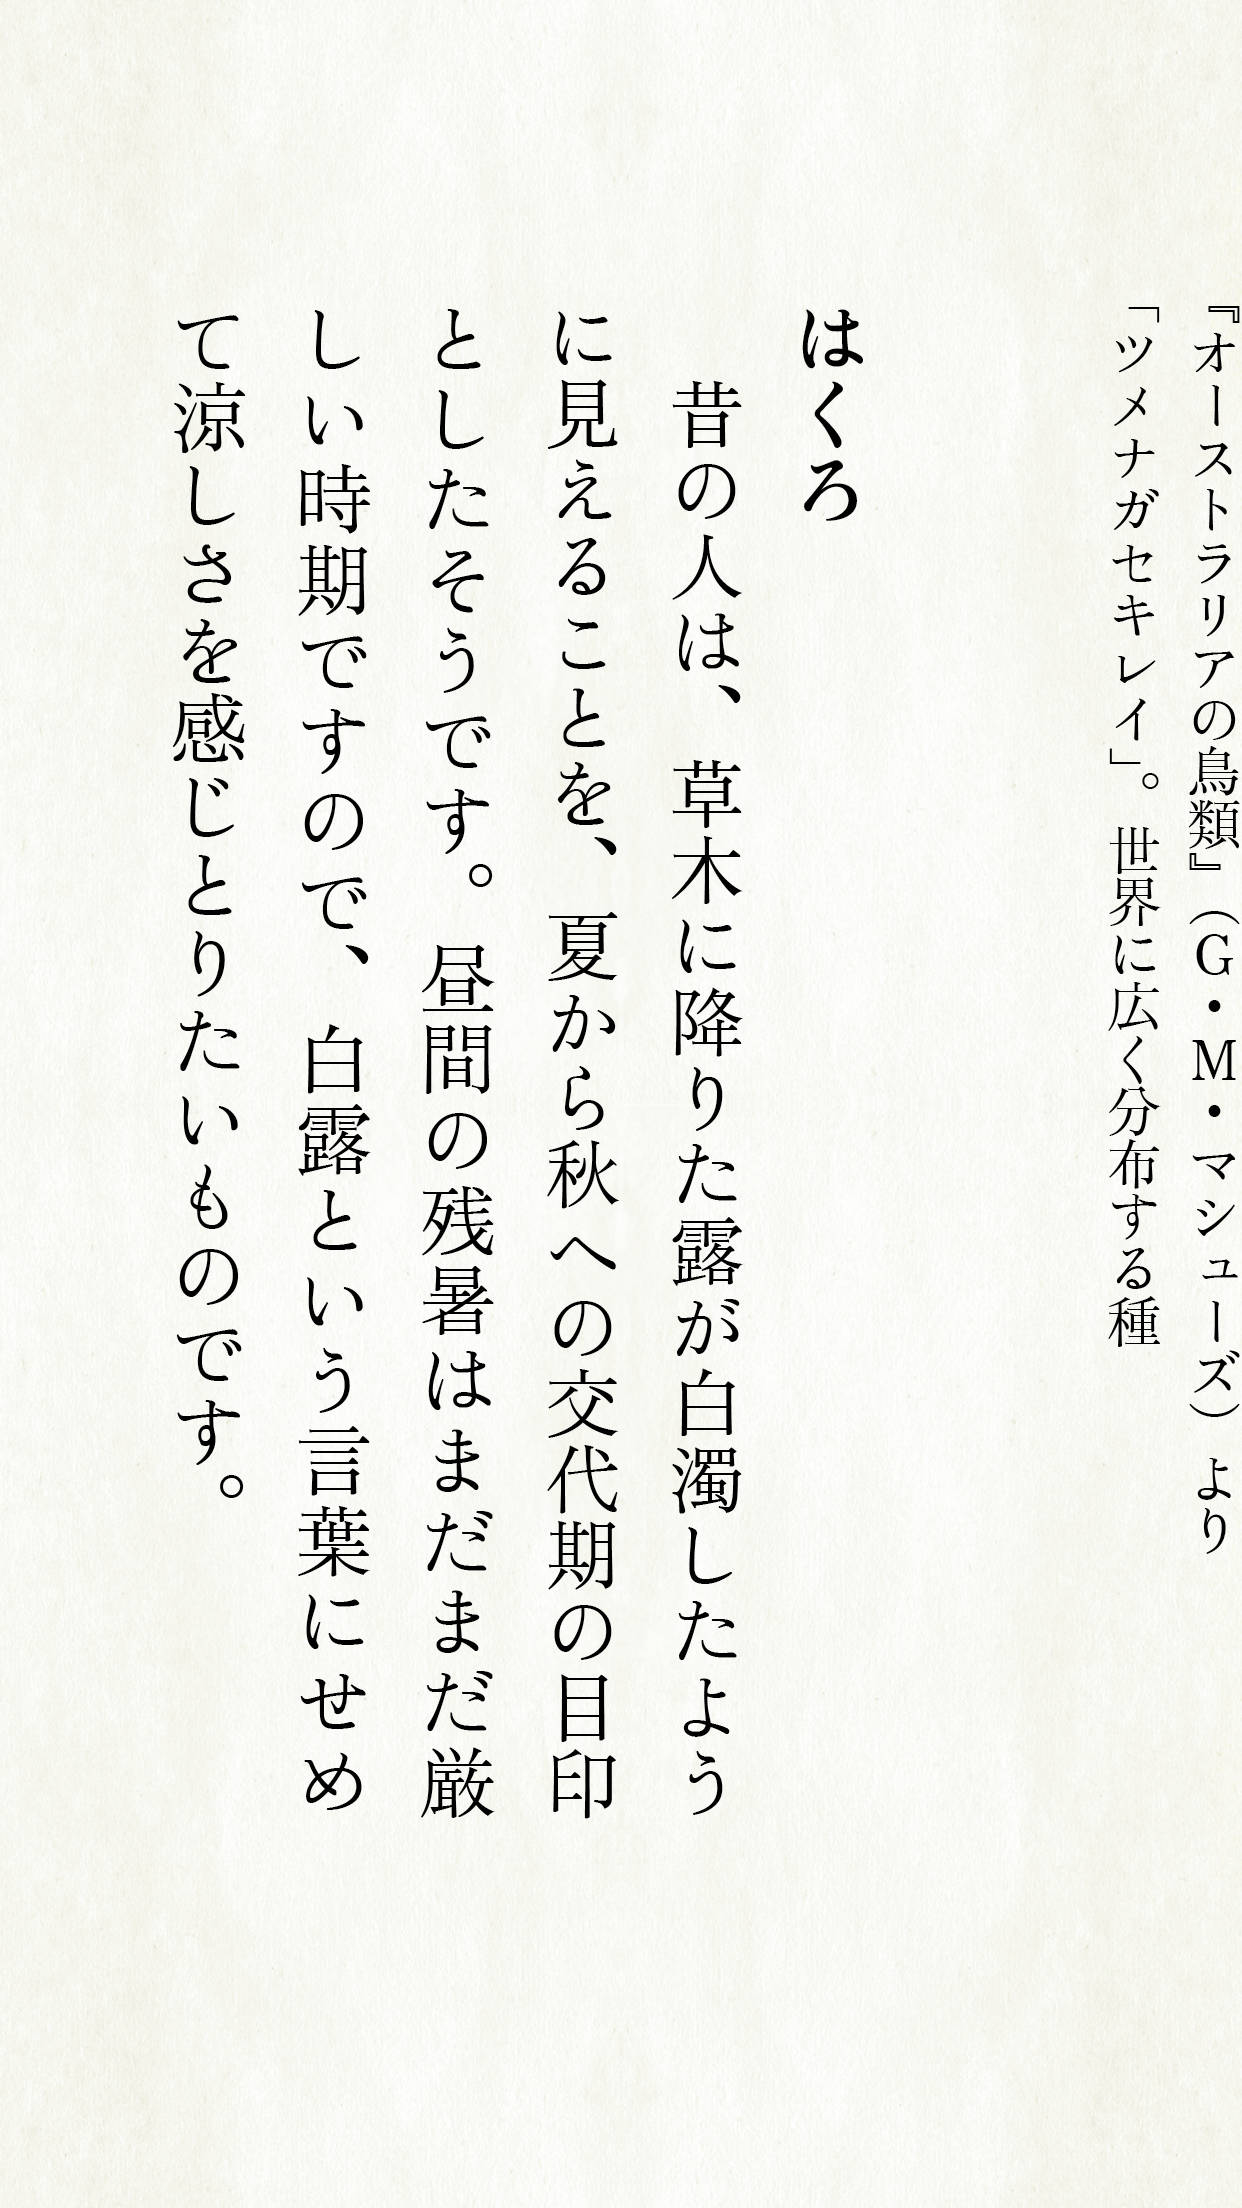 『オーストラリアの鳥類』（G・M・マシューズ）より
「ツメナガセキレイ」。世界に広く分布する種
はくろ
昔の人は、草木に降りた露が白濁したよう
に見えることを、夏から秋への交代期の目印
としたそうです。昼間の残暑はまだまだ厳
しい時期ですので、白露という言葉にせめ
て涼しさを感じとりたいものです。